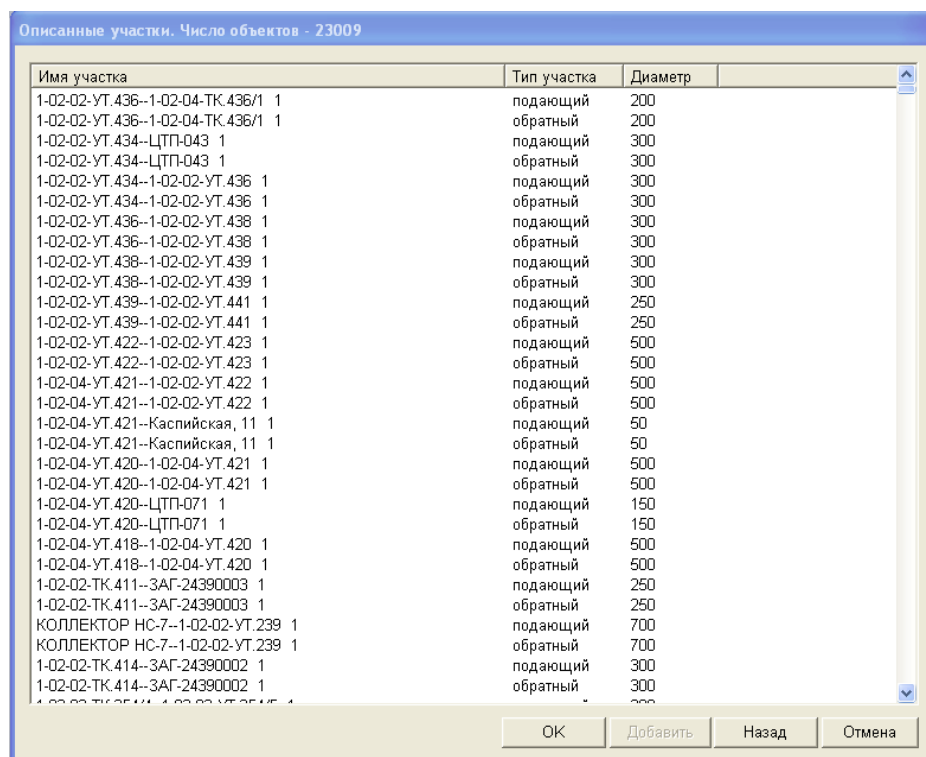 Описанные участки. Число объектов - 23009
Имя участка Тип участка Диаметр
1-02-02-УТ.436--1-02-04-ТК.436/1 1 подающий 200
1-02-02-УТ.436--1-02-04-ТК.436/1 1 обратный 200
1-02-02-УТ.434--ЦТП-043 1 подающий 300
1-02-02-УТ.434--ЦТП-043 1 обратный 300
1-02-02-УТ.434--1-02-02-УТ.436 1 подающий 300
1-02-02-УТ.434--1-02-02-УТ.436 1 обратный 300
1-02-02-УТ.436--1-02-02-УТ.438 1 подающий 300
1-02-02-УТ.436--1-02-02-УТ.438 1 обратный 300
1-02-02-УТ.438--1-02-02-УТ.439 1 подающий 300
1-02-02-УТ.438--1-02-02-УТ.439 1 обратный 300
1-02-02-УТ.439--1-02-02-УТ.441 1 подающий 250
1-02-02-УТ.439--1-02-02-УТ.441 1 обратный 250
1-02-02-УТ.422--1-02-02-УТ.423 1 подающий 500
1-02-02-УТ.422--1-02-02-УТ.423 1 обратный 500
1-02-04-УТ.421--1-02-02-УТ.422 1 подающий 500
1-02-04-УТ.421--1-02-02-УТ.422 1 обратный 500
1-02-04-УТ.421--Каспийская, 11 1 подающий 50
1-02-04-УТ.421--Каспийская, 11 1 обратный 50
1-02-04-УТ.420--1-02-04-УТ.421 1 подающий 500
1-02-04-УТ.420--1-02-04-УТ.421 1 обратный 500
1-02-04-УТ.420--ЦТП-071 1 подающий 150
1-02-04-УТ.420--ЦТП-071 1 обратный 150
1-02-04-УТ.418--1-02-04-УТ.420 1 подающий 500
1-02-04-УТ.418--1-02-04-УТ.420 1 обратный 500
1-02-02-ТК.411--ЗАГ-24390003 1 подающий 250
1-02-02-ТК.411--ЗАГ-24390003 1 обратный 250
КОЛЛЕКТОР НС-7--1-02-02-УТ.239 1 подающий 700
КОЛЛЕКТОР НС-7--1-02-02-УТ.239 1 обратный 700
1-02-02-ТК.414--ЗАГ-24390002 1 подающий 300
1-02-02-ТК.414--ЗАГ-24390002 1 обратный 300
OK Добавить Назад Отмена